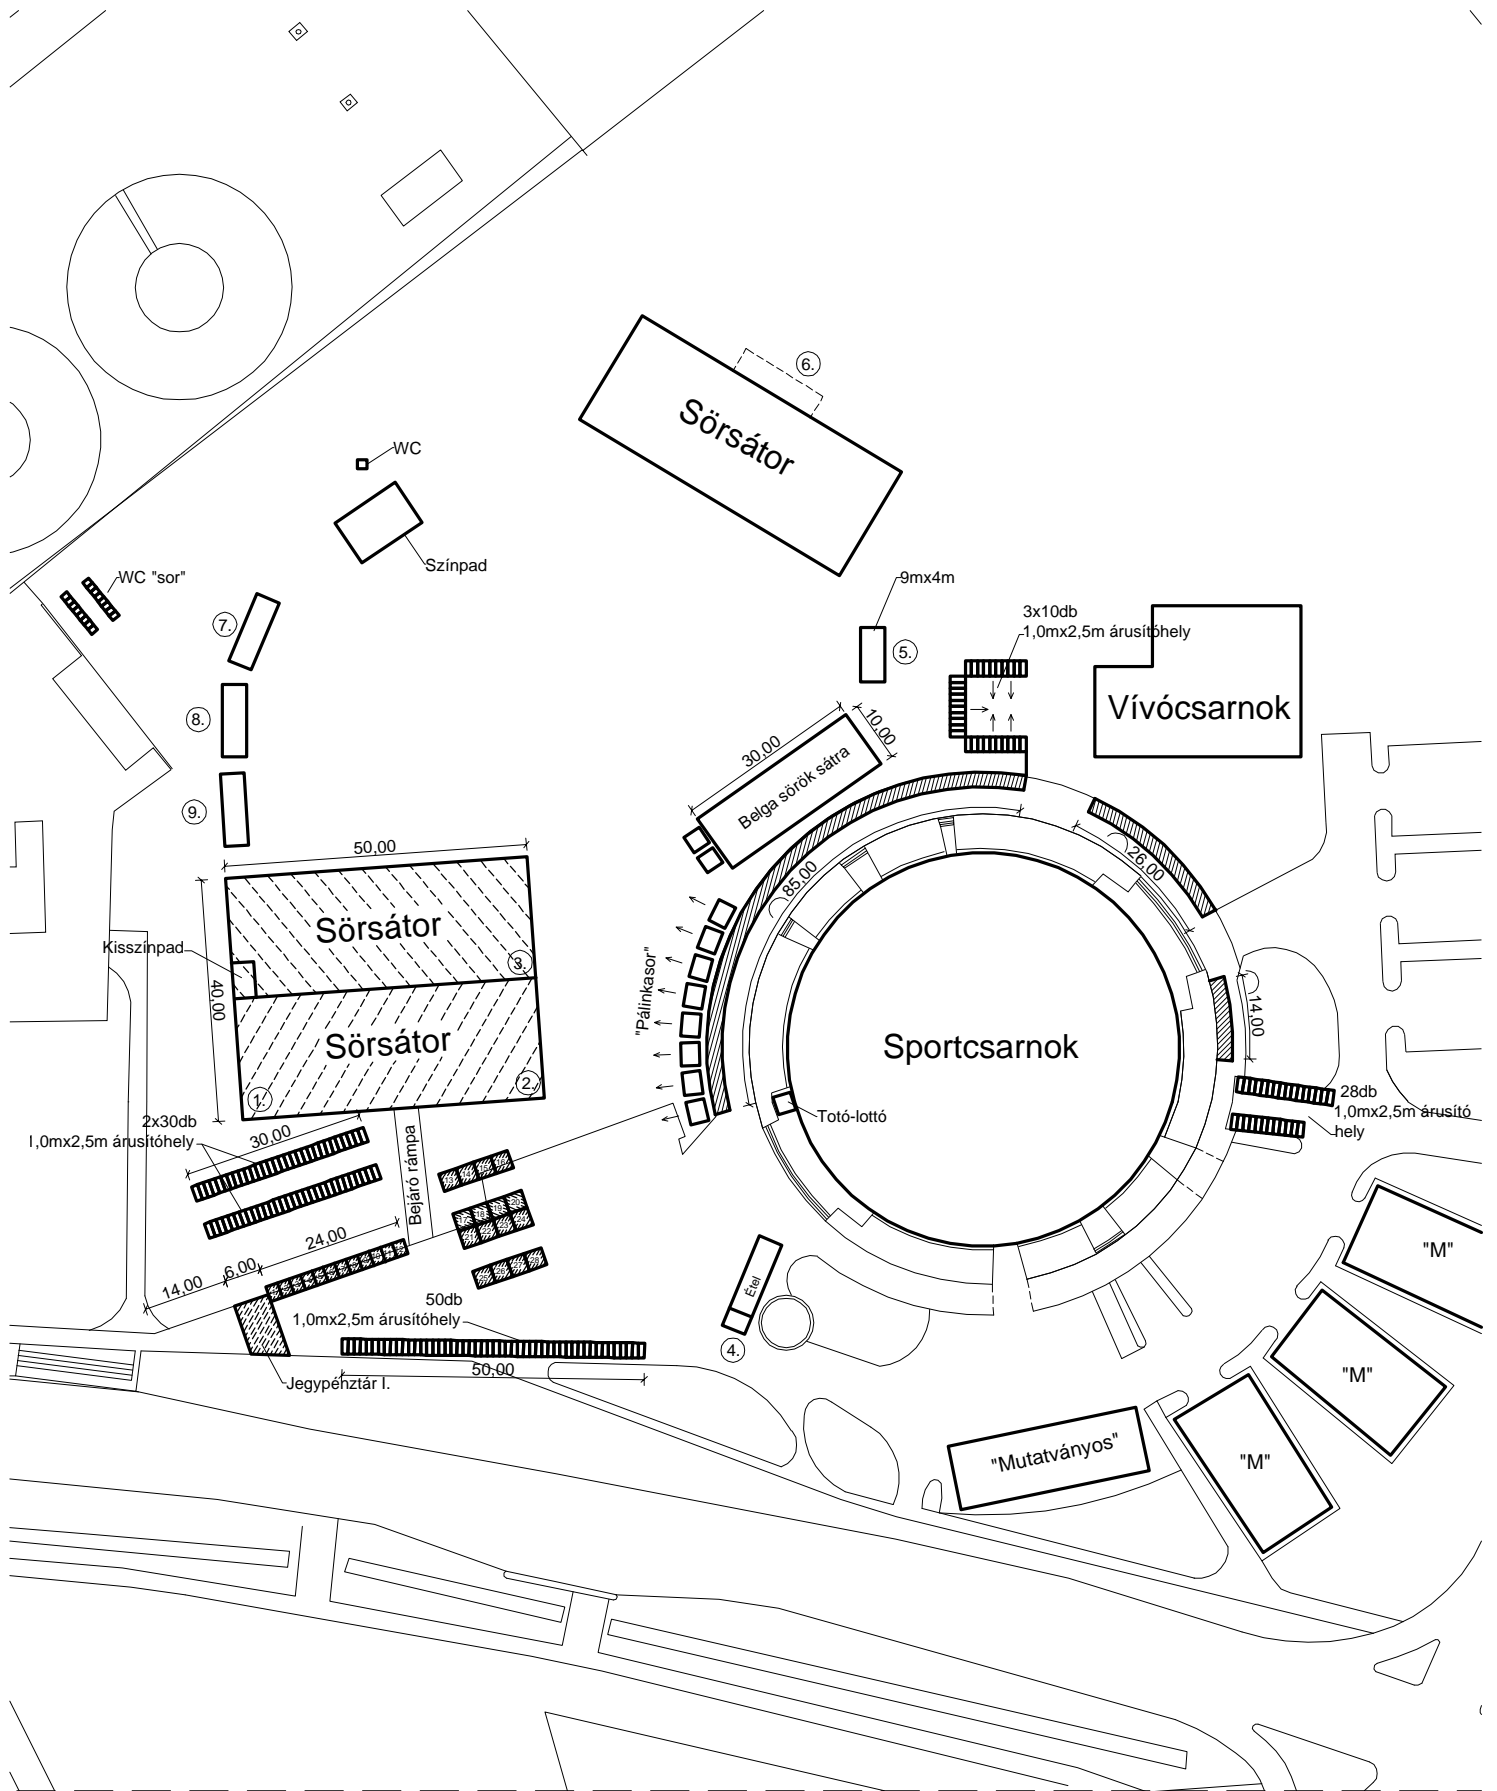 6.
Sörsátor
WC
Színpad
WC "sor"
9mx4m
5.
3x10db
1,0mx2,5m árusítóhely
Vívócsarnok
7.
8.
9.
30,00
10,00
Belga sörök sátra
50,00
40,00
Sörsátor
3.
Kisszínpad
Sörsátor
1.
2.
"Pálinkasor"
85,00
26,00
14,00
Sportcsarnok
Totó-lottó
28db
1,0mx2,5m árusító
hely
2x30db
1,0mx2,5m árusítóhely
30,00
Bejáró rámpa
24,00
6,00
14,00
50db
1,0mx2,5m árusítóhely
50,00
Jegypénztár I.
Étel
4.
"Mutatványos"
"M"
"M"
"M"